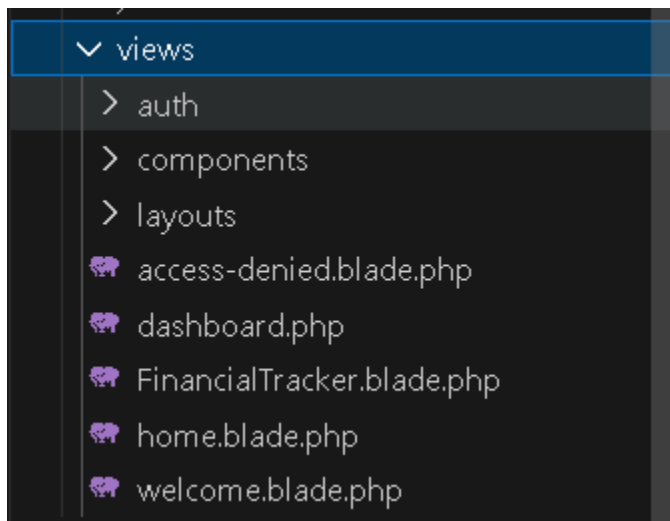 views
auth
components
layouts
access-denied.blade.php
dashboard.php
FinancialTracker.blade.php
home.blade.php
welcome.blade.php